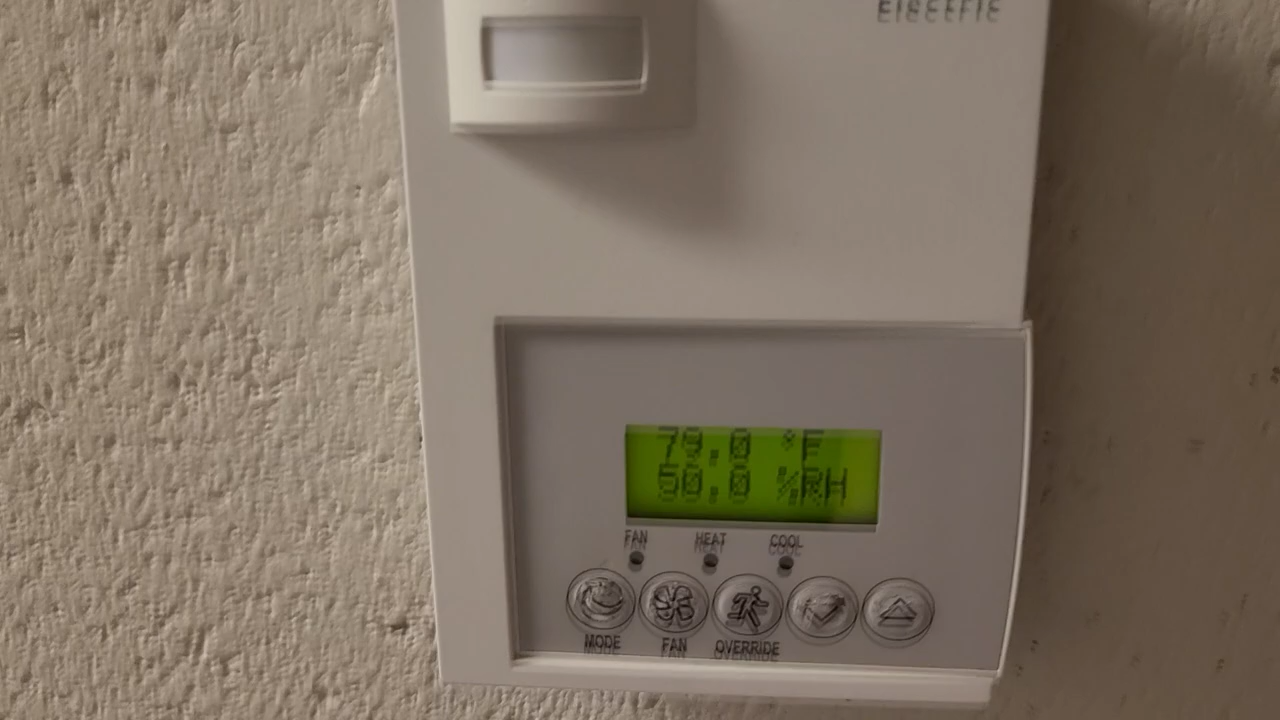 Electric
79.0 °F
50.0 %RH
FAN HEAT COOL
MODE FAN OVERRIDE